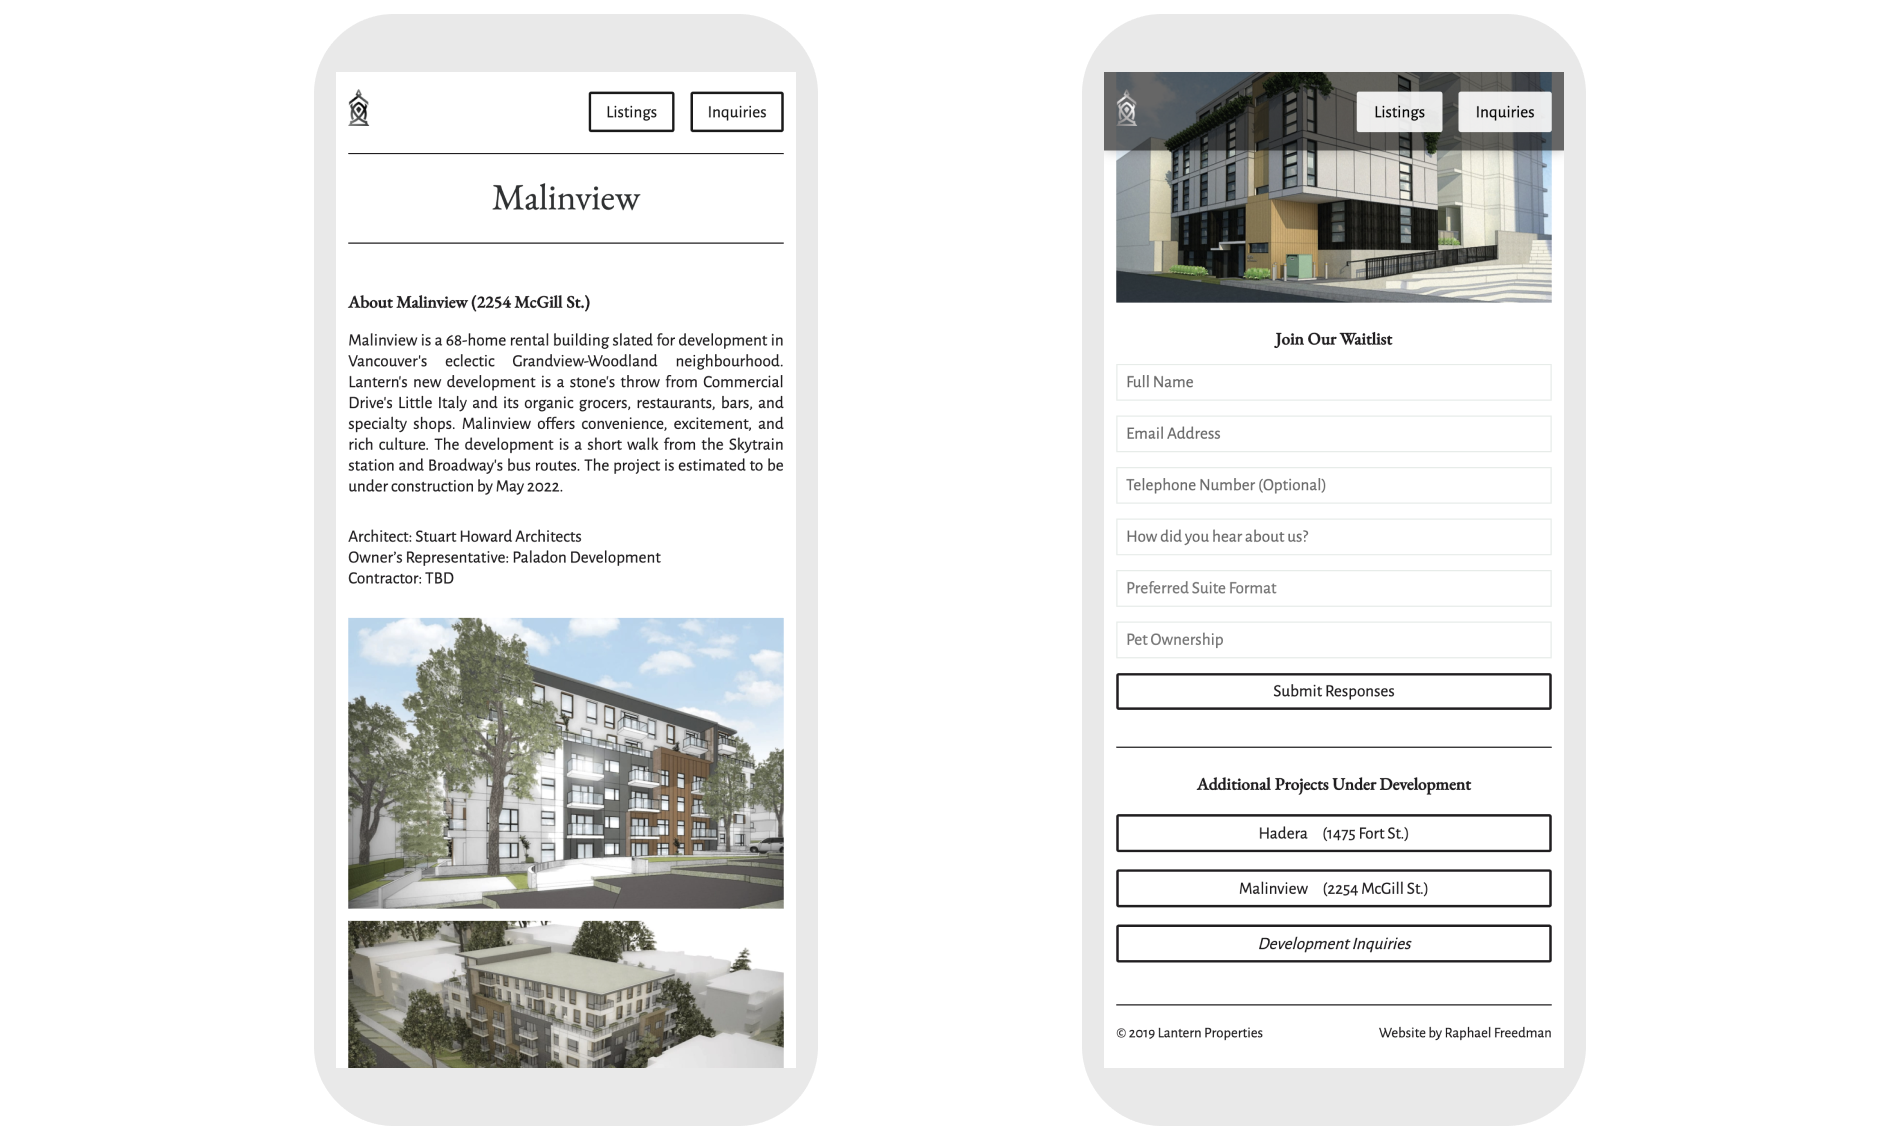 Listings
Inquiries
Malinview
About Malinview (2254 McGill St.)
Malinview is a 68-home rental building slated for development in
Vancouver's eclectic Grandview-Woodland neighbourhood.
Lantern's new development is a stone's throw from Commercial
Drive's Little Italy and its organic grocers, restaurants, bars, and
specialty shops. Malinview offers convenience, excitement, and
rich culture. The development is a short walk from the Skytrain
station and Broadway's bus routes. The project is estimated to be
under construction by May 2022.
Architect: Stuart Howard Architects
Owner’s Representative: Paladon Development
Contractor: TBD
Listings
Inquiries
Join Our Waitlist
Full Name
Email Address
Telephone Number (Optional)
How did you hear about us?
Preferred Suite Format
Pet Ownership
Submit Responses
Additional Projects Under Development
Hadera (1475 Fort St.)
Malinview (2254 McGill St.)
Development Inquiries
© 2019 Lantern Properties
Website by Raphael Freedman